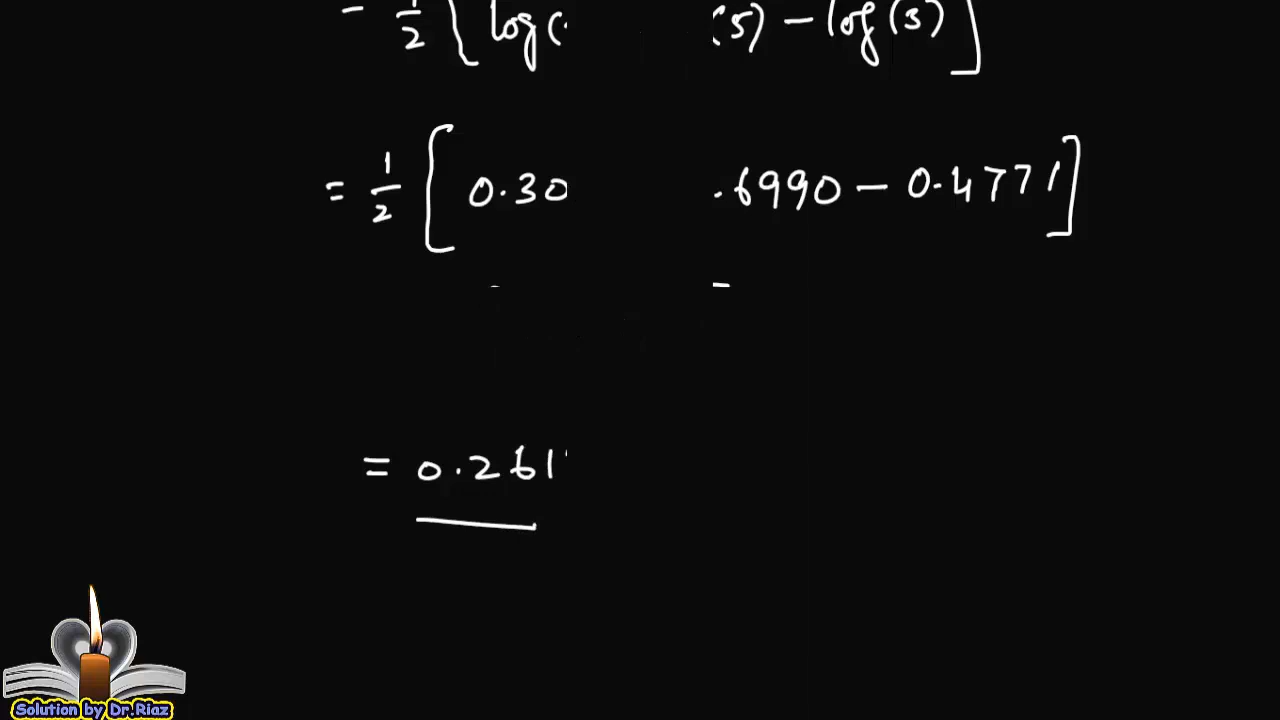 = 1/2 [ log( (5) - log(3) ]
= 1/2 [ 0.30 .6990 - 0.4771 ]
= 0.261
Solution by Dr.Riaz